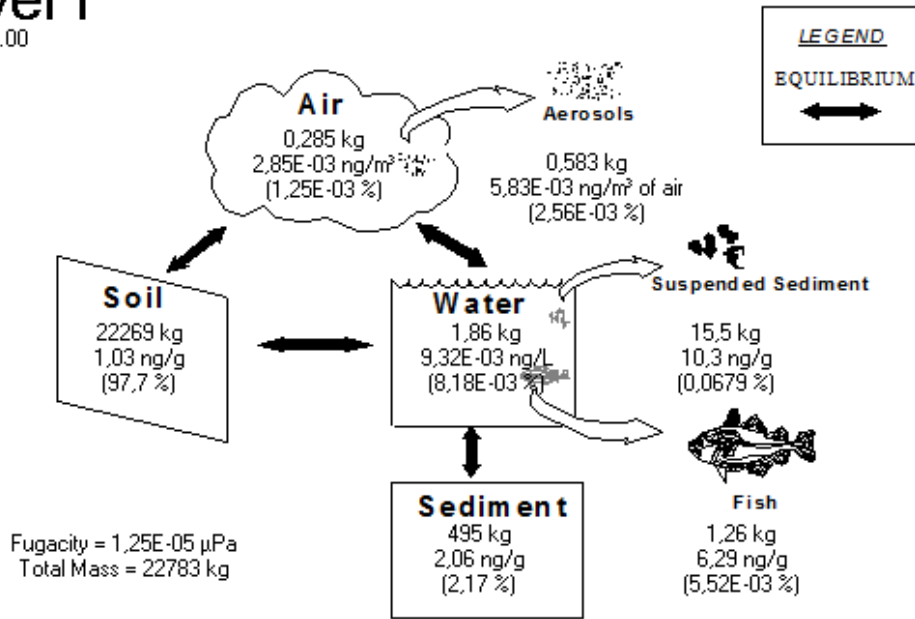 .00
LEGEND
EQUILIBRIUM
Air
0,285 kg
2,85E-03 ng/m³
(1,25E-03 %)
Aerosols
0,583 kg
5,83E-03 ng/m³ of air
(2,56E-03 %)
Soil
22269 kg
1,03 ng/g
(97,7 %)
Water
1,86 kg
9,32E-03 ng/L
(8,18E-03 %)
Suspended Sediment
15,5 kg
10,3 ng/g
(0,0679 %)
Sediment
495 kg
2,06 ng/g
(2,17 %)
Fish
1,26 kg
6,29 ng/g
(5,52E-03 %)
Fugacity = 1,25E-05 µPa
Total Mass = 22783 kg